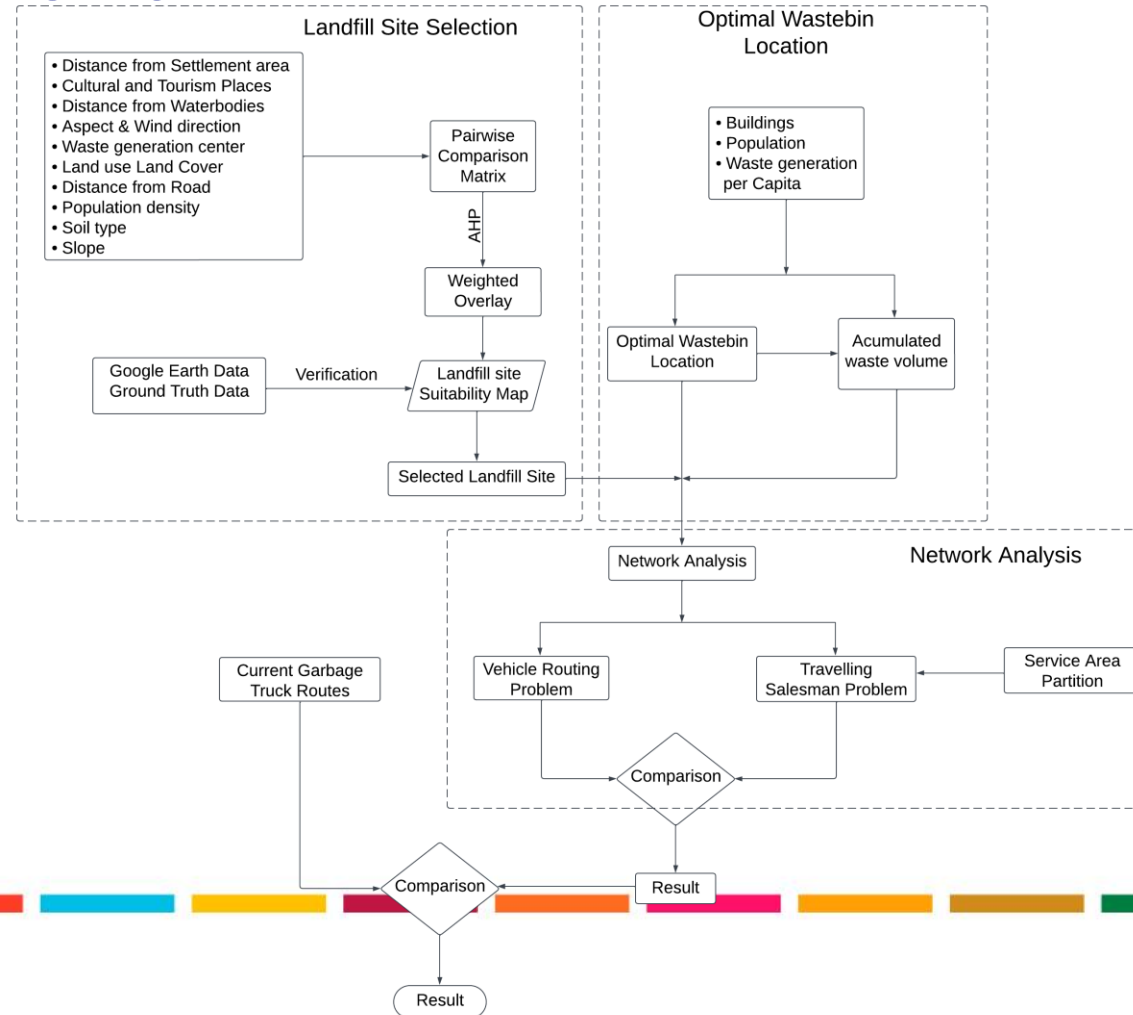 Landfill Site Selection
• Distance from Settlement area
• Cultural and Tourism Places
• Distance from Waterbodies
• Aspect & Wind direction
• Waste generation center
• Land use Land Cover
• Distance from Road
• Population density
• Soil type
• Slope
Pairwise
Comparison
Matrix
AHP
Weighted
Overlay
Google Earth Data
Ground Truth Data
Verification
Landfill site
Suitability Map
Selected Landfill Site
Optimal Wastebin
Location
• Buildings
• Population
• Waste generation
per Capita
Optimal Wastebin
Location
Acumulated
waste volume
Network Analysis
Network Analysis
Vehicle Routing
Problem
Travelling
Salesman Problem
Service Area
Partition
Comparison
Current Garbage
Truck Routes
Comparison
Result
Result